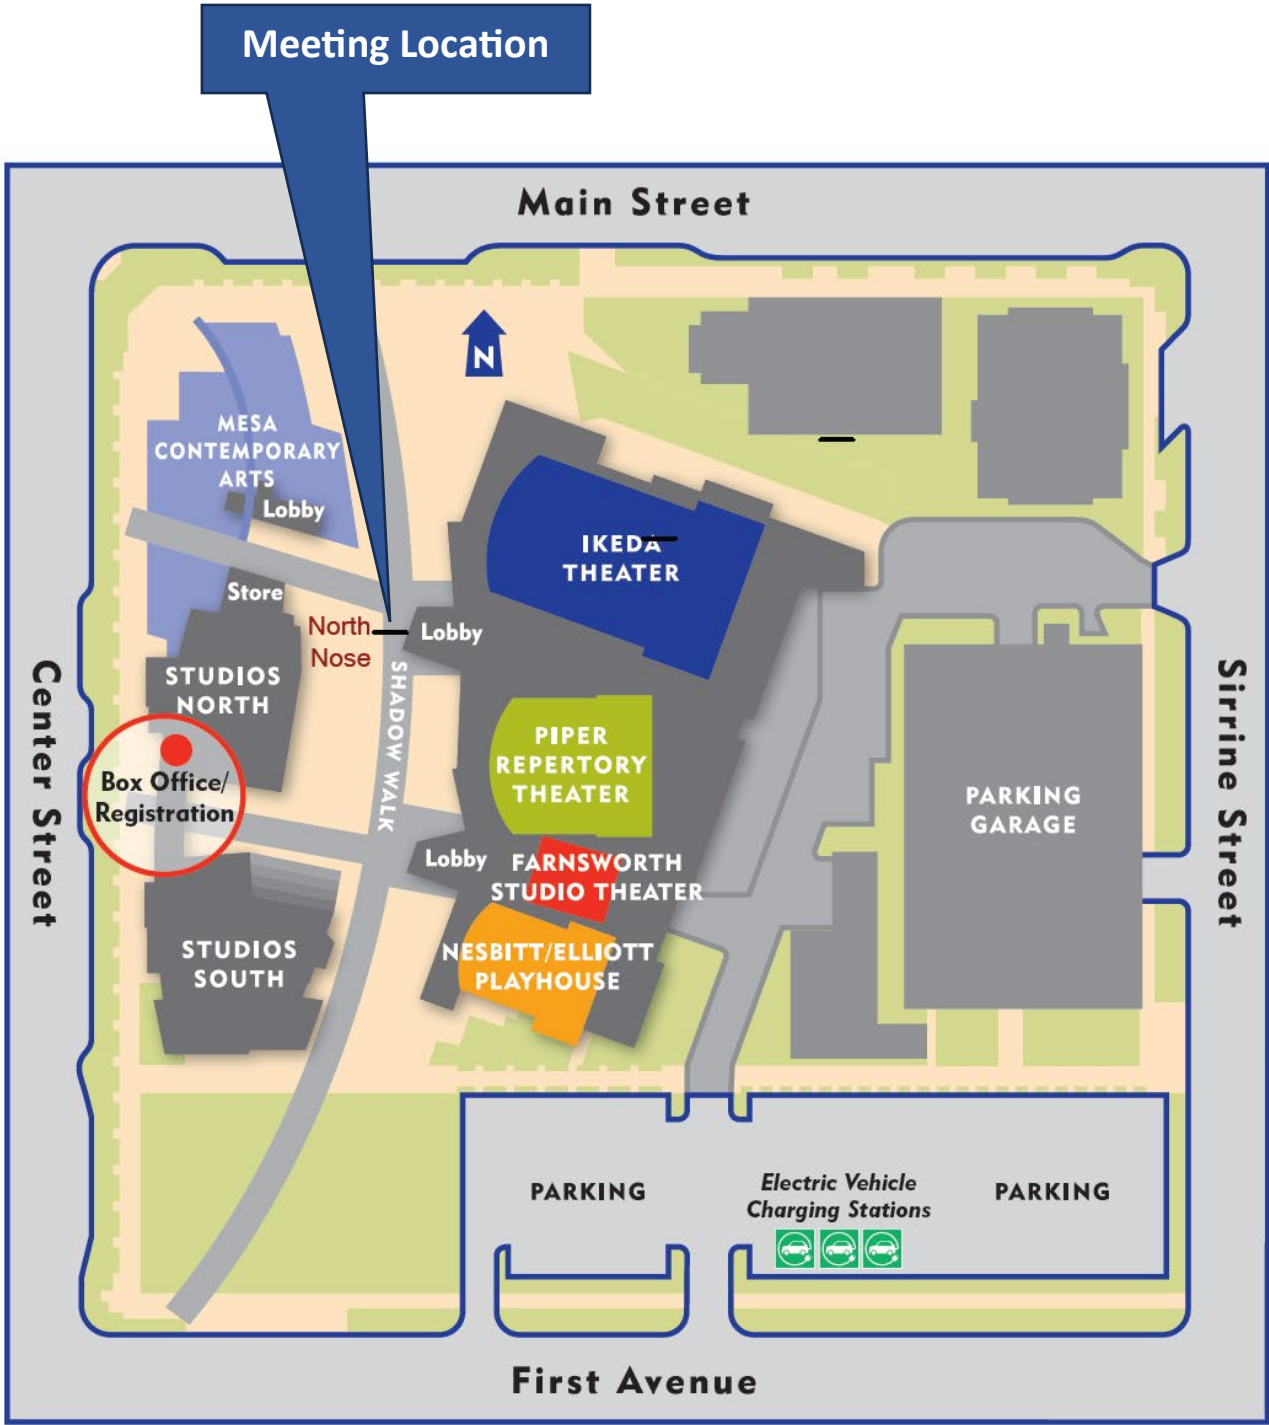 Meeting Location
Main Street
N
MESA
CONTEMPORARY
ARTS
Lobby
IKEDA
THEATER
Store
North
Nose
Lobby
STUDIOS
NORTH
SHADOW WALK
Center Street
Sirrine Street
PIPER
REPERTORY
THEATER
Box Office/
Registration
PARKING
GARAGE
Lobby
FARNSWORTH
STUDIO THEATER
STUDIOS
SOUTH
NESBITT/ELLIOTT
PLAYHOUSE
PARKING
Electric Vehicle
Charging Stations
PARKING
First Avenue